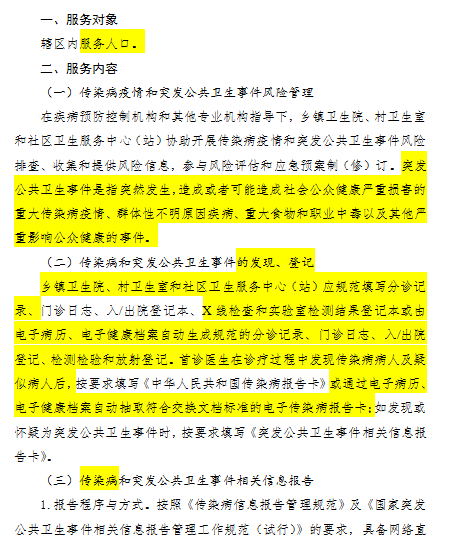 一、服务对象
辖区内服务人口。
二、服务内容
（一）传染病疫情和突发公共卫生事件风险管理
在疾病预防控制机构和其他专业机构指导下，乡镇卫生院、村卫生室
和社区卫生服务中心（站）协助开展传染病疫情和突发公共卫生事件风险
排查、收集和提供风险信息，参与风险评估和应急预案制（修）订。突发
公共卫生事件是指突然发生，造成或者可能造成社会公众健康严重损害的
重大传染病疫情、群体性不明原因疾病、重大食物和职业中毒以及其他严
重影响公众健康的事件。
（二）传染病和突发公共卫生事件的发现、登记
乡镇卫生院、村卫生室和社区卫生服务中心（站）应规范填写分诊记
录、门诊日志、入/出院登记本、X 线检查和实验室检测结果登记本或由
电子病历、电子健康档案自动生成规范的分诊记录、门诊日志、入/出院
登记、检测检验和放射登记。首诊医生在诊疗过程中发现传染病病人及疑
似病人后，按要求填写《中华人民共和国传染病报告卡》或通过电子病历、
电子健康档案自动抽取符合交换文档标准的电子传染病报告卡；如发现或
怀疑为突发公共卫生事件时，按要求填写《突发公共卫生事件相关信息报
告卡》。
（三）传染病和突发公共卫生事件相关信息报告
1.报告程序与方式。按照《传染病信息报告管理规范》及《国家突发
公共卫生事件相关信息报告管理工作规范（试行）》的要求，具备网络直